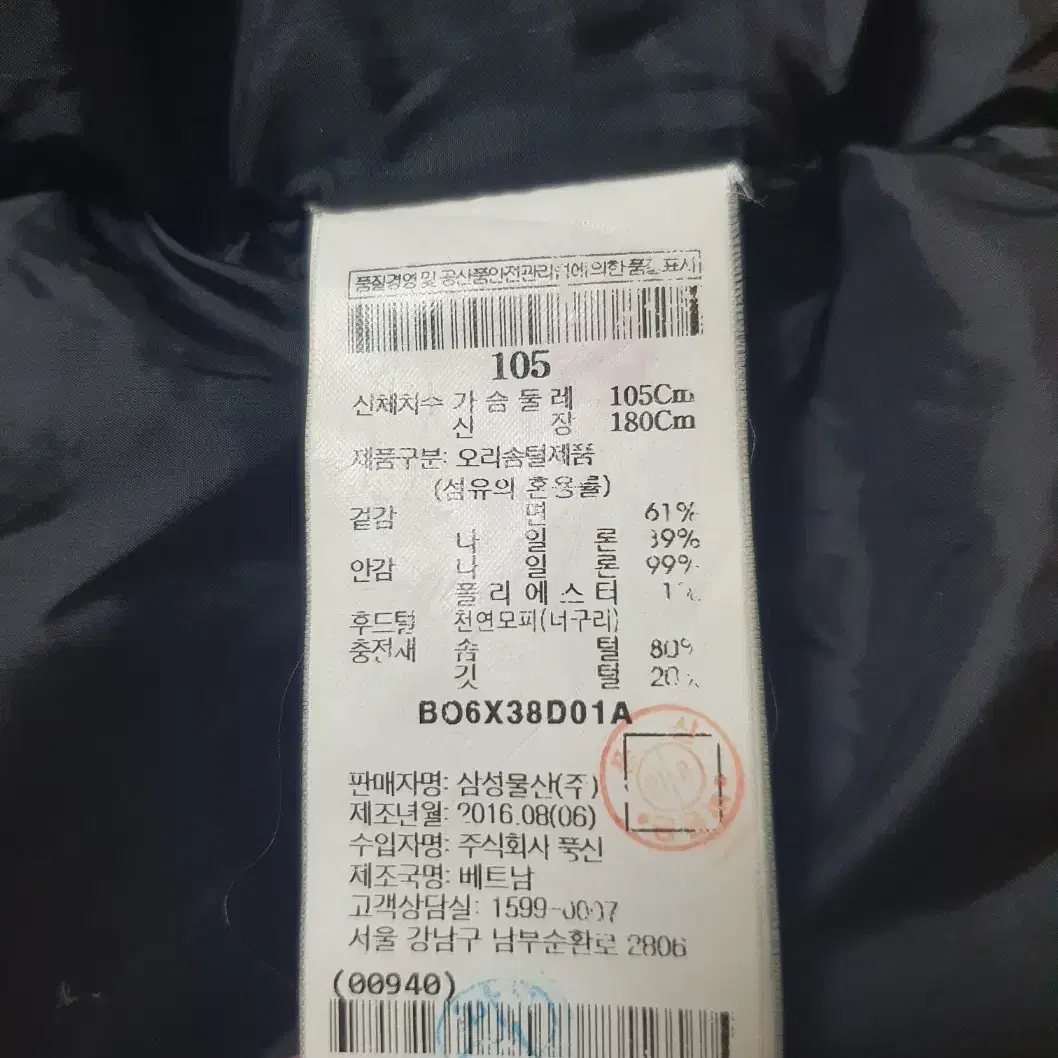 품질경영 및 공산품안전관리법에 의한 품질표시
105
신체치수 가슴둘레 105Cm
신장 180Cm
제품구분: 오리솜털제품
(섬유의 혼용률)
겉감 면 61%
나일론 39%
안감 나일론 99%
폴리에스터 1%
후드털 천연모피(너구리)
충전재 솜털 80%
깃털 20%
BO6X38D01A
판매자명: 삼성물산(주)
제조년월: 2016.08(06)
수입자명: 주식회사 풍신
제조국명: 베트남
고객상담실: 1599-0007
서울 강남구 남부순환로 2806
(00940)